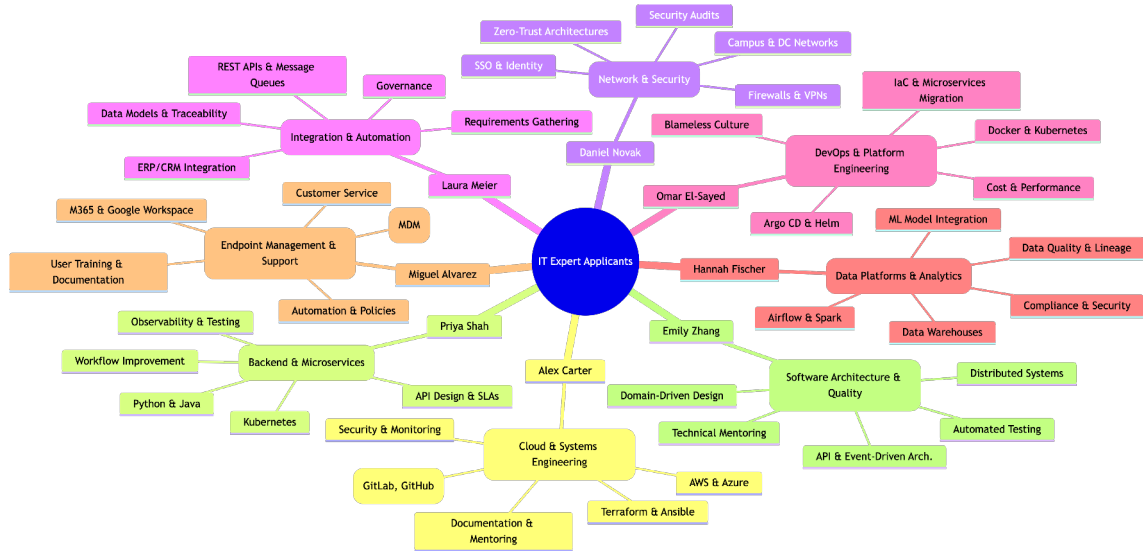 IT Expert Applicants
Daniel Novak
Network & Security
Security Audits
Zero-Trust Architectures
Campus & DC Networks
SSO & Identity
Firewalls & VPNs
Laura Meier
Integration & Automation
REST APIs & Message
Queues
Governance
Data Models & Traceability
Requirements Gathering
ERP/CRM Integration
Omar El-Sayed
DevOps & Platform
Engineering
IaC & Microservices
Migration
Blameless Culture
Docker & Kubernetes
Cost & Performance
Argo CD & Helm
Miguel Alvarez
Endpoint Management &
Support
Customer Service
M365 & Google Workspace
MDM
User Training &
Documentation
Automation & Policies
Hannah Fischer
Data Platforms & Analytics
ML Model Integration
Data Quality & Lineage
Compliance & Security
Airflow & Spark
Data Warehouses
Priya Shah
Backend & Microservices
Observability & Testing
Workflow Improvement
Python & Java
Kubernetes
API Design & SLAs
Emily Zhang
Software Architecture &
Quality
Distributed Systems
Domain-Driven Design
Technical Mentoring
Automated Testing
API & Event-Driven Arch.
Alex Carter
Cloud & Systems
Engineering
Security & Monitoring
GitLab, GitHub
AWS & Azure
Terraform & Ansible
Documentation &
Mentoring